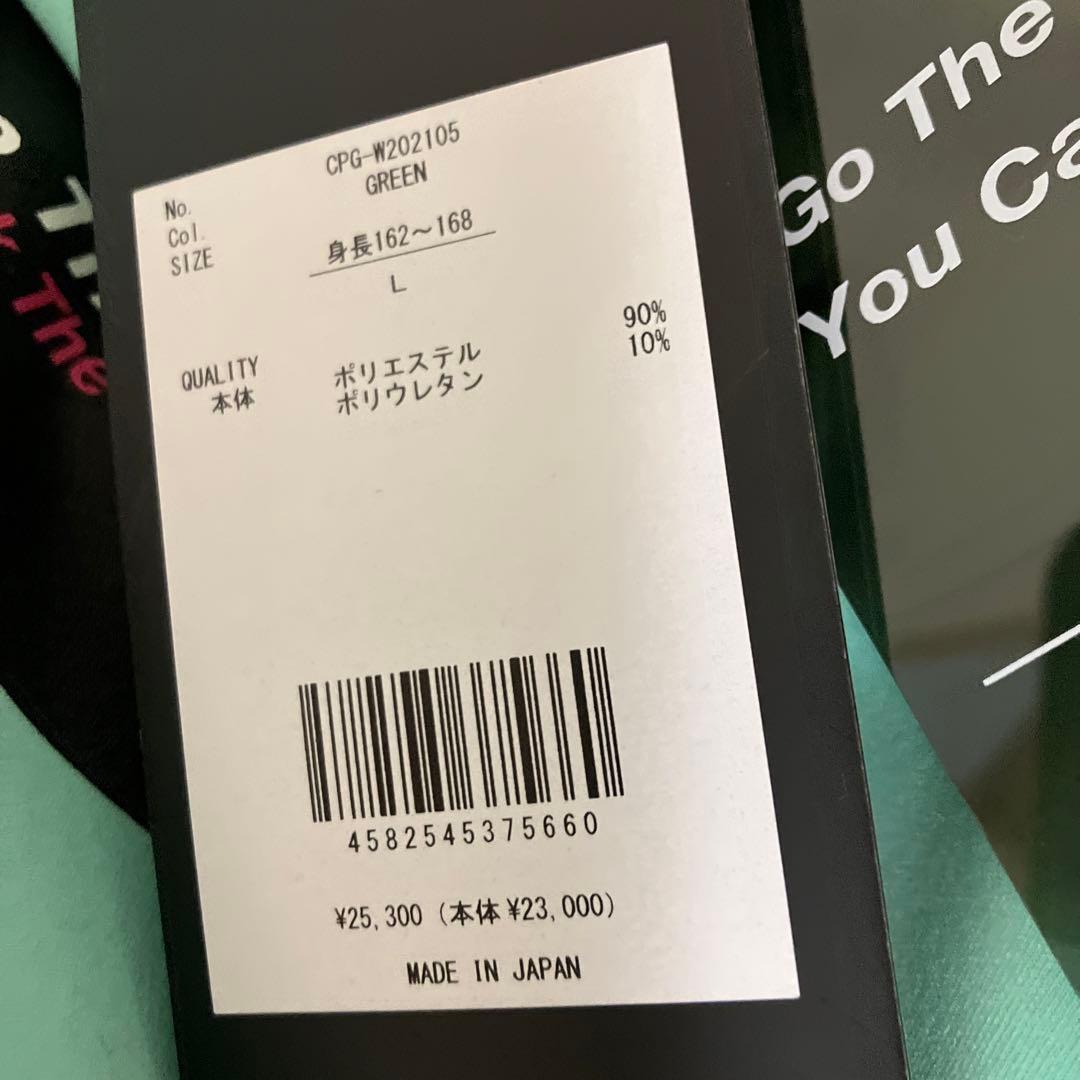 No. CPG-W202105
Col. GREEN
SIZE 身長162～168
L
QUALITY ポリエステル 90%
本体 ポリウレタン 10%
4582545375660
¥25,300 (本体 ¥23,000)
MADE IN JAPAN
Go The
You
The